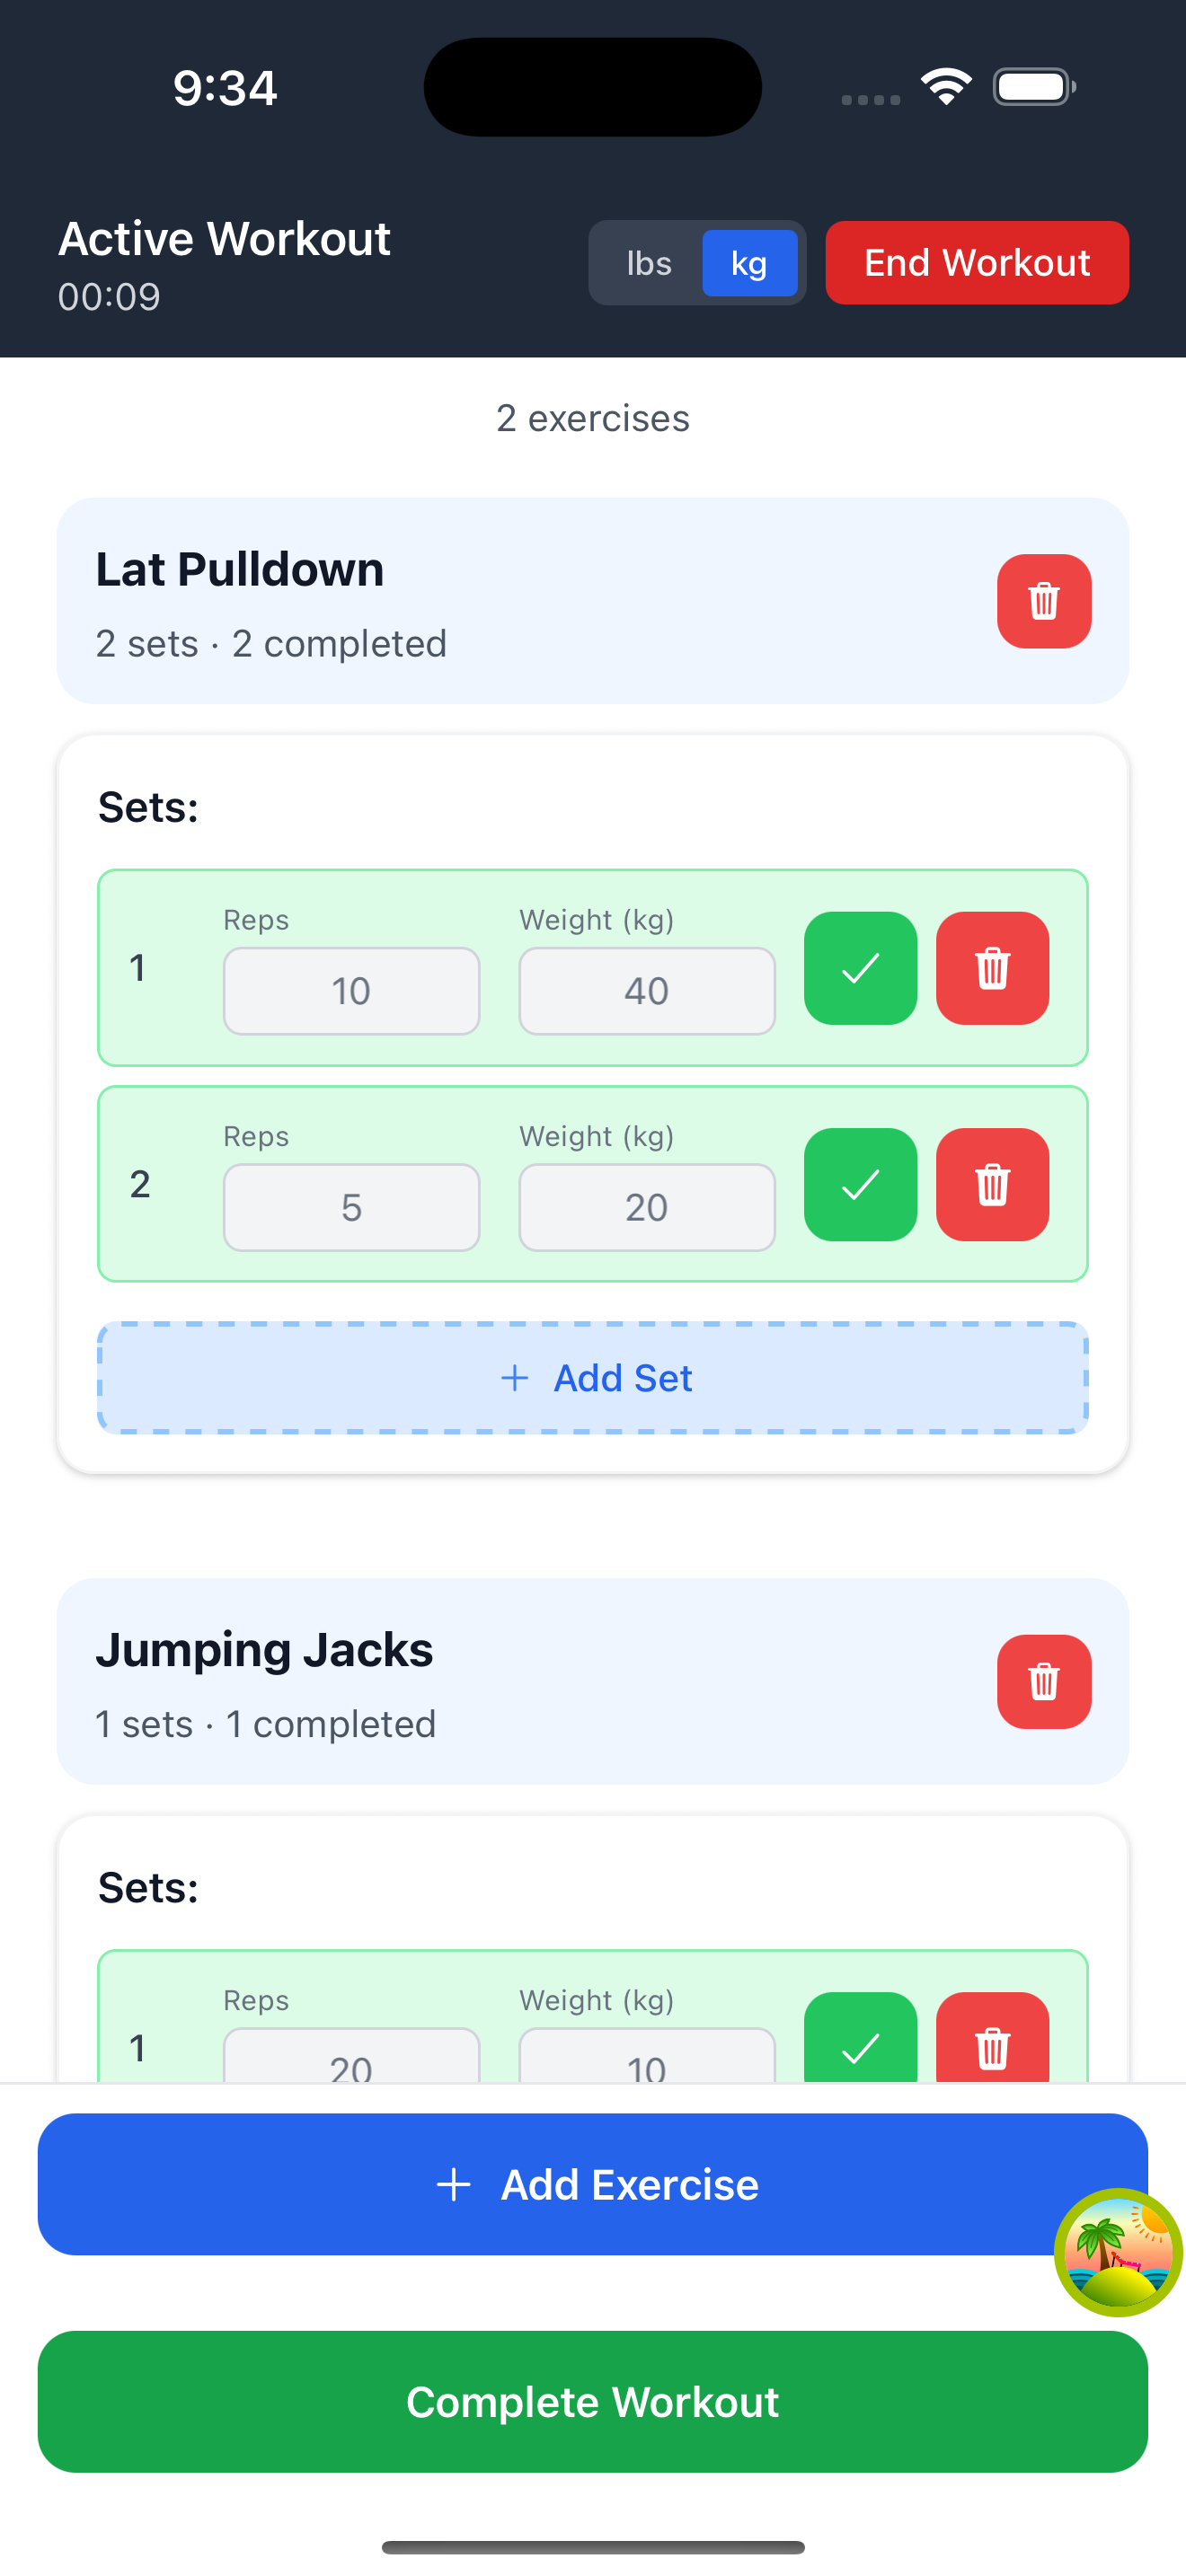 9:34
Active Workout
00:09
lbs
kg
End Workout
2 exercises
Lat Pulldown
2 sets · 2 completed
Sets:
1
Reps
10
Weight (kg)
40
2
Reps
5
Weight (kg)
20
Add Set
Jumping Jacks
1 sets · 1 completed
Sets:
1
Reps
20
Weight (kg)
10
Add Exercise
Complete Workout